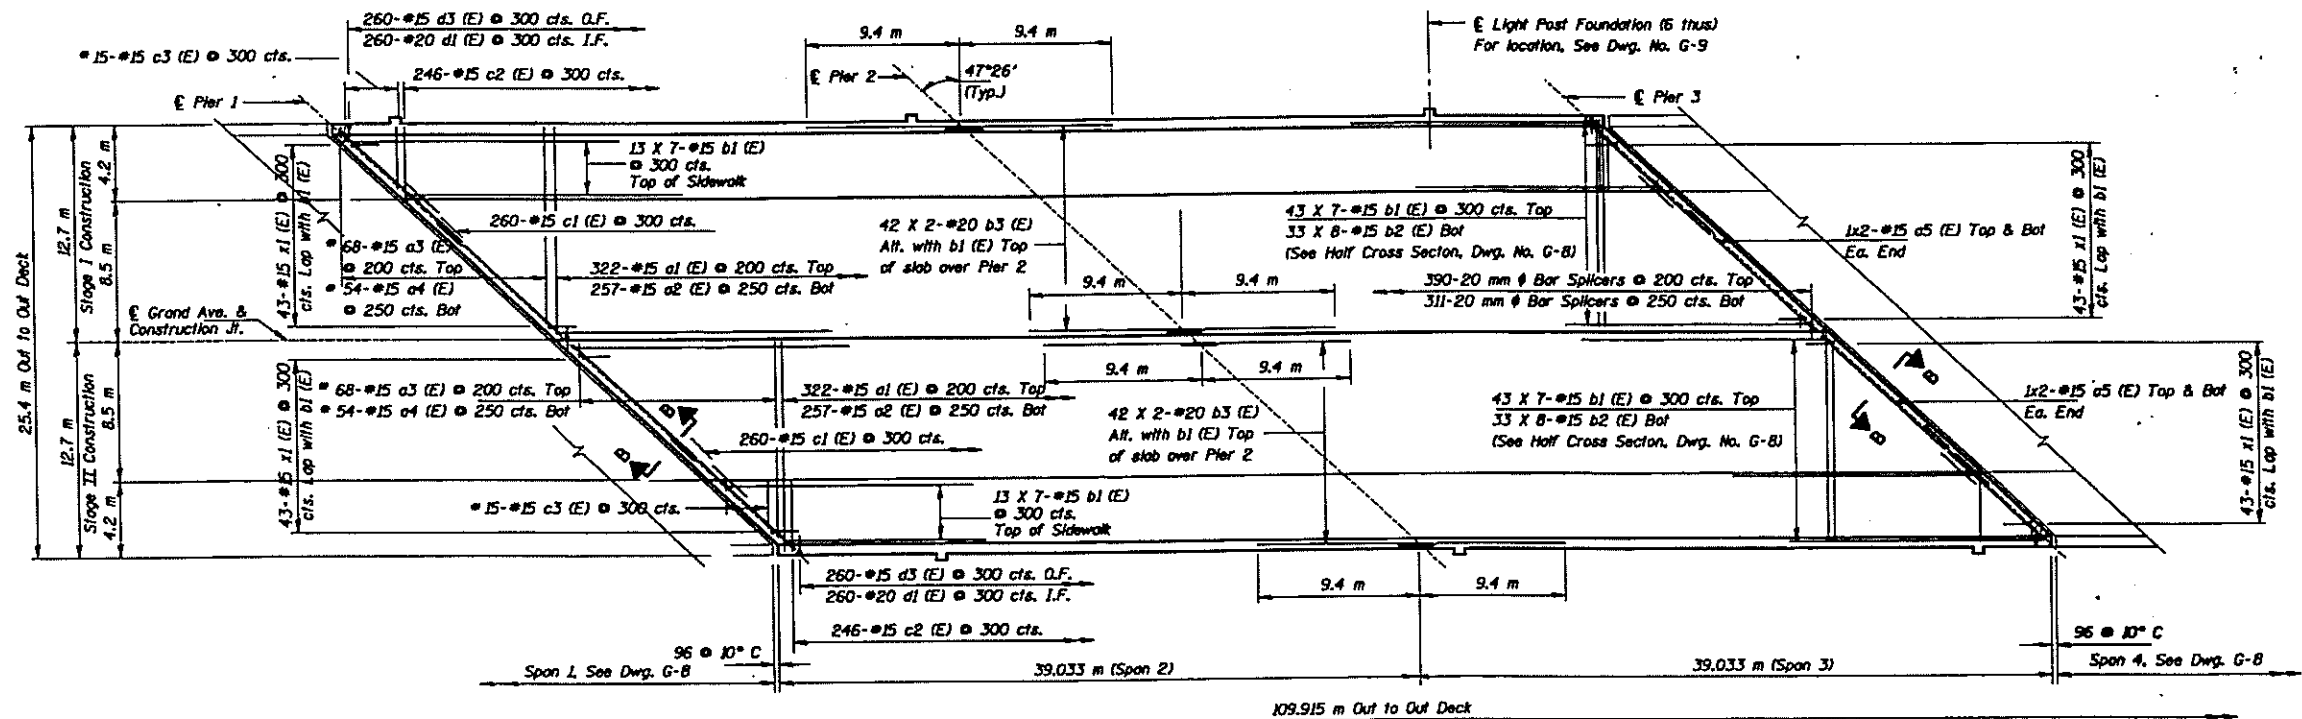 260-#15 d3 (E) @ 300 cts. O.F.
260-#20 d1 (E) @ 300 cts. I.F.
* 15-#15 c3 (E) @ 300 cts.
246-#15 c2 (E) @ 300 cts.
℄ Pier 1
9.4 m
9.4 m
℄ Pier 2
47°26'
(Typ.)
℄ Light Post Foundation (6 thus)
For location, See Dwg. No. G-9
℄ Pier 3
25.4 m Out to Out Deck
12.7 m
Stage I Construction
4.2 m
8.5 m
43-#15 x1 (E) @ 300
cts. Lap with b1 (E)
13 X 7-#15 b1 (E)
@ 300 cts.
Top of Sidewalk
260-#15 c1 (E) @ 300 cts.
* 68-#15 a3 (E)
@ 200 cts. Top
* 54-#15 a4 (E)
@ 250 cts. Bot
322-#15 a1 (E) @ 200 cts. Top
257-#15 a2 (E) @ 250 cts. Bot
42 X 2-#20 b3 (E)
Alt. with b1 (E) Top
of slab over Pier 2
43 X 7-#15 b1 (E) @ 300 cts. Top
33 X 8-#15 b2 (E) Bot
(See Half Cross Secton, Dwg. No. G-8)
9.4 m
9.4 m
390-20 mm ϕ Bar Splicers @ 200 cts. Top
311-20 mm ϕ Bar Splicers @ 250 cts. Bot
1x2-#15 a5 (E) Top & Bot
Ea. End
43-#15 x1 (E) @ 300
cts. Lap with b1 (E)
℄ Grand Ave. &
Construction Jt.
12.7 m
Stage II Construction
8.5 m
4.2 m
43-#15 x1 (E) @ 300
cts. Lap with b1 (E)
* 68-#15 a3 (E) @ 200 cts. Top
* 54-#15 a4 (E) @ 250 cts. Bot
322-#15 a1 (E) @ 200 cts. Top
257-#15 a2 (E) @ 250 cts. Bot
9.4 m
9.4 m
B
B
260-#15 c1 (E) @ 300 cts.
42 X 2-#20 b3 (E)
Alt. with b1 (E) Top
of slab over Pier 2
43 X 7-#15 b1 (E) @ 300 cts. Top
33 X 8-#15 b2 (E) Bot
(See Half Cross Secton, Dwg. No. G-8)
B
B
1x2-#15 a5 (E) Top & Bot
Ea. End
43-#15 x1 (E) @ 300
cts. Lap with b1 (E)
* 15-#15 c3 (E) @ 300 cts.
13 X 7-#15 b1 (E)
@ 300 cts.
Top of Sidewalk
260-#15 d3 (E) @ 300 cts. O.F.
260-#20 d1 (E) @ 300 cts. I.F.
246-#15 c2 (E) @ 300 cts.
9.4 m
9.4 m
96 @ 10° C
Span 1, See Dwg. G-8
39.033 m (Span 2)
39.033 m (Span 3)
96 @ 10° C
Span 4, See Dwg. G-8
109.915 m Out to Out Deck